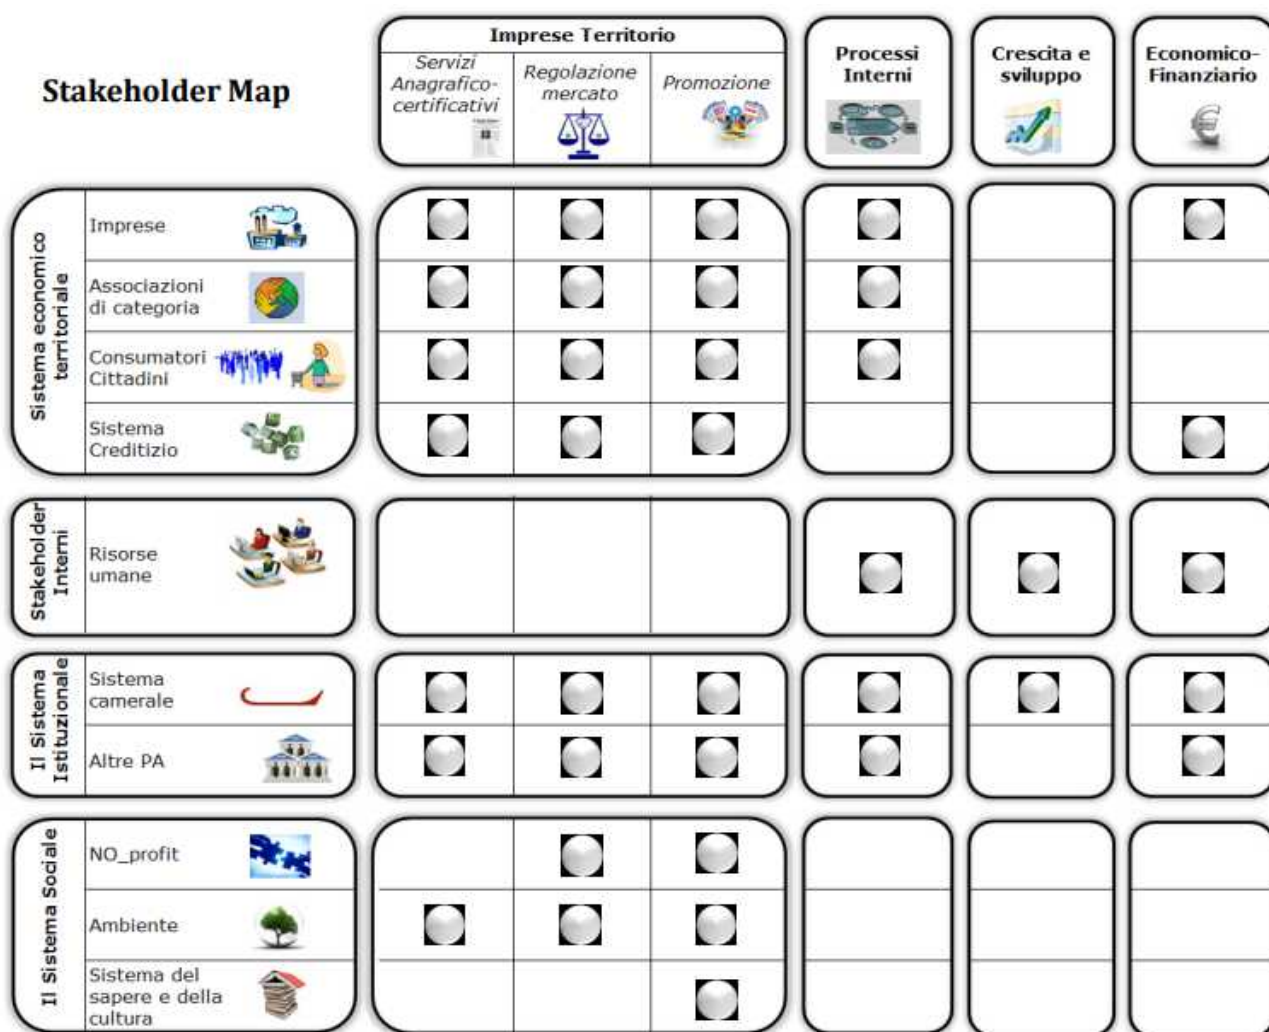 Stakeholder Map
Imprese Territorio
Servizi
Anagrafico-
certificativi
Regolazione
mercato
Promozione
Processi
Interni
Crescita e
sviluppo
Economico-
Finanziario
Sistema economico
territoriale
Imprese
Associazioni
di categoria
Consumatori
Cittadini
Sistema
Creditizio
Stakeholder
Interni
Risorse
umane
Il Sistema
Istituzionale
Sistema
camerale
Altre PA
Il Sistema Sociale
NO_profit
Ambiente
Sistema del
sapere e della
cultura